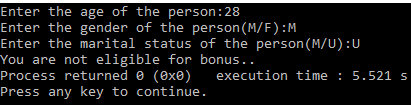 Enter the age of the person:28
Enter the gender of the person(M/F):M
Enter the marital status of the person(M/U):U
You are not eligible for bonus..
Process returned 0 (0x0)   execution time : 5.521 s
Press any key to continue.